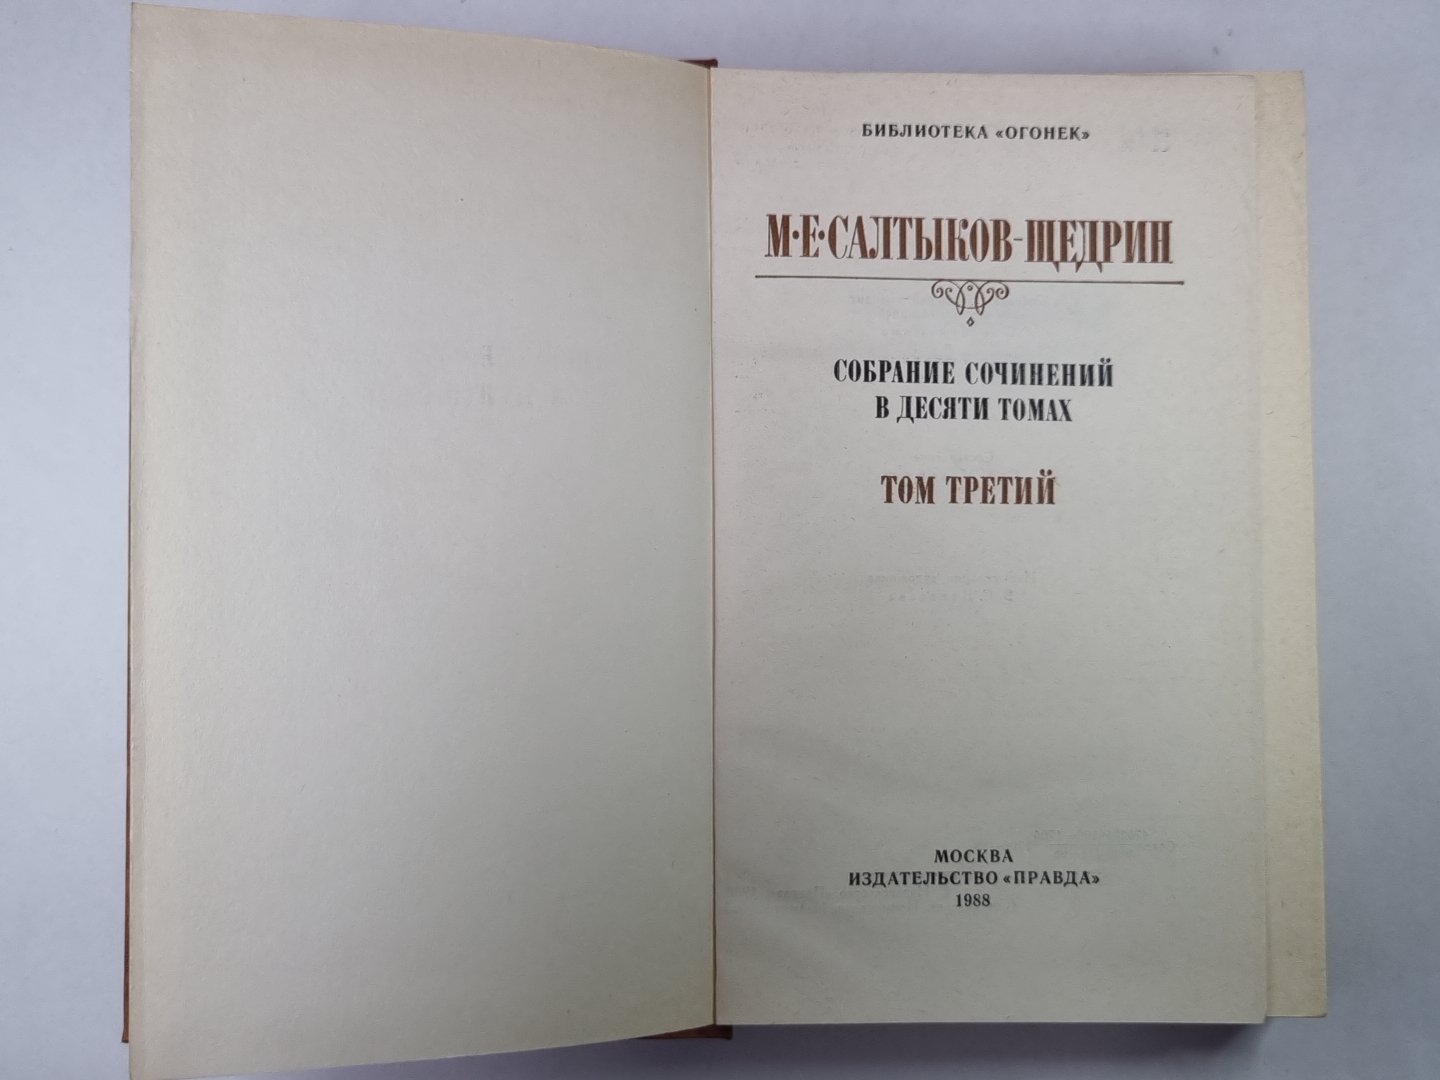 БИБЛИОТЕКА «ОГОНЕК»
М·Е·САЛТЫКОВ-ЩЕДРИН
СОБРАНИЕ СОЧИНЕНИЙ
В ДЕСЯТИ ТОМАХ
ТОМ ТРЕТИЙ
МОСКВА
ИЗДАТЕЛЬСТВО «ПРАВДА»
1988